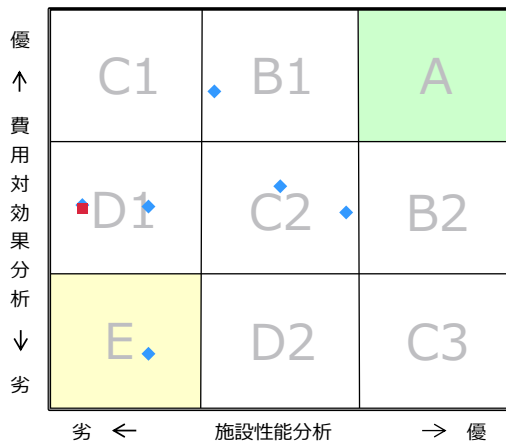 優
↑
費用対効果分析
↓
劣
C1 B1 A
D1 C2 B2
E D2 C3
劣 ← 施設性能分析 → 優